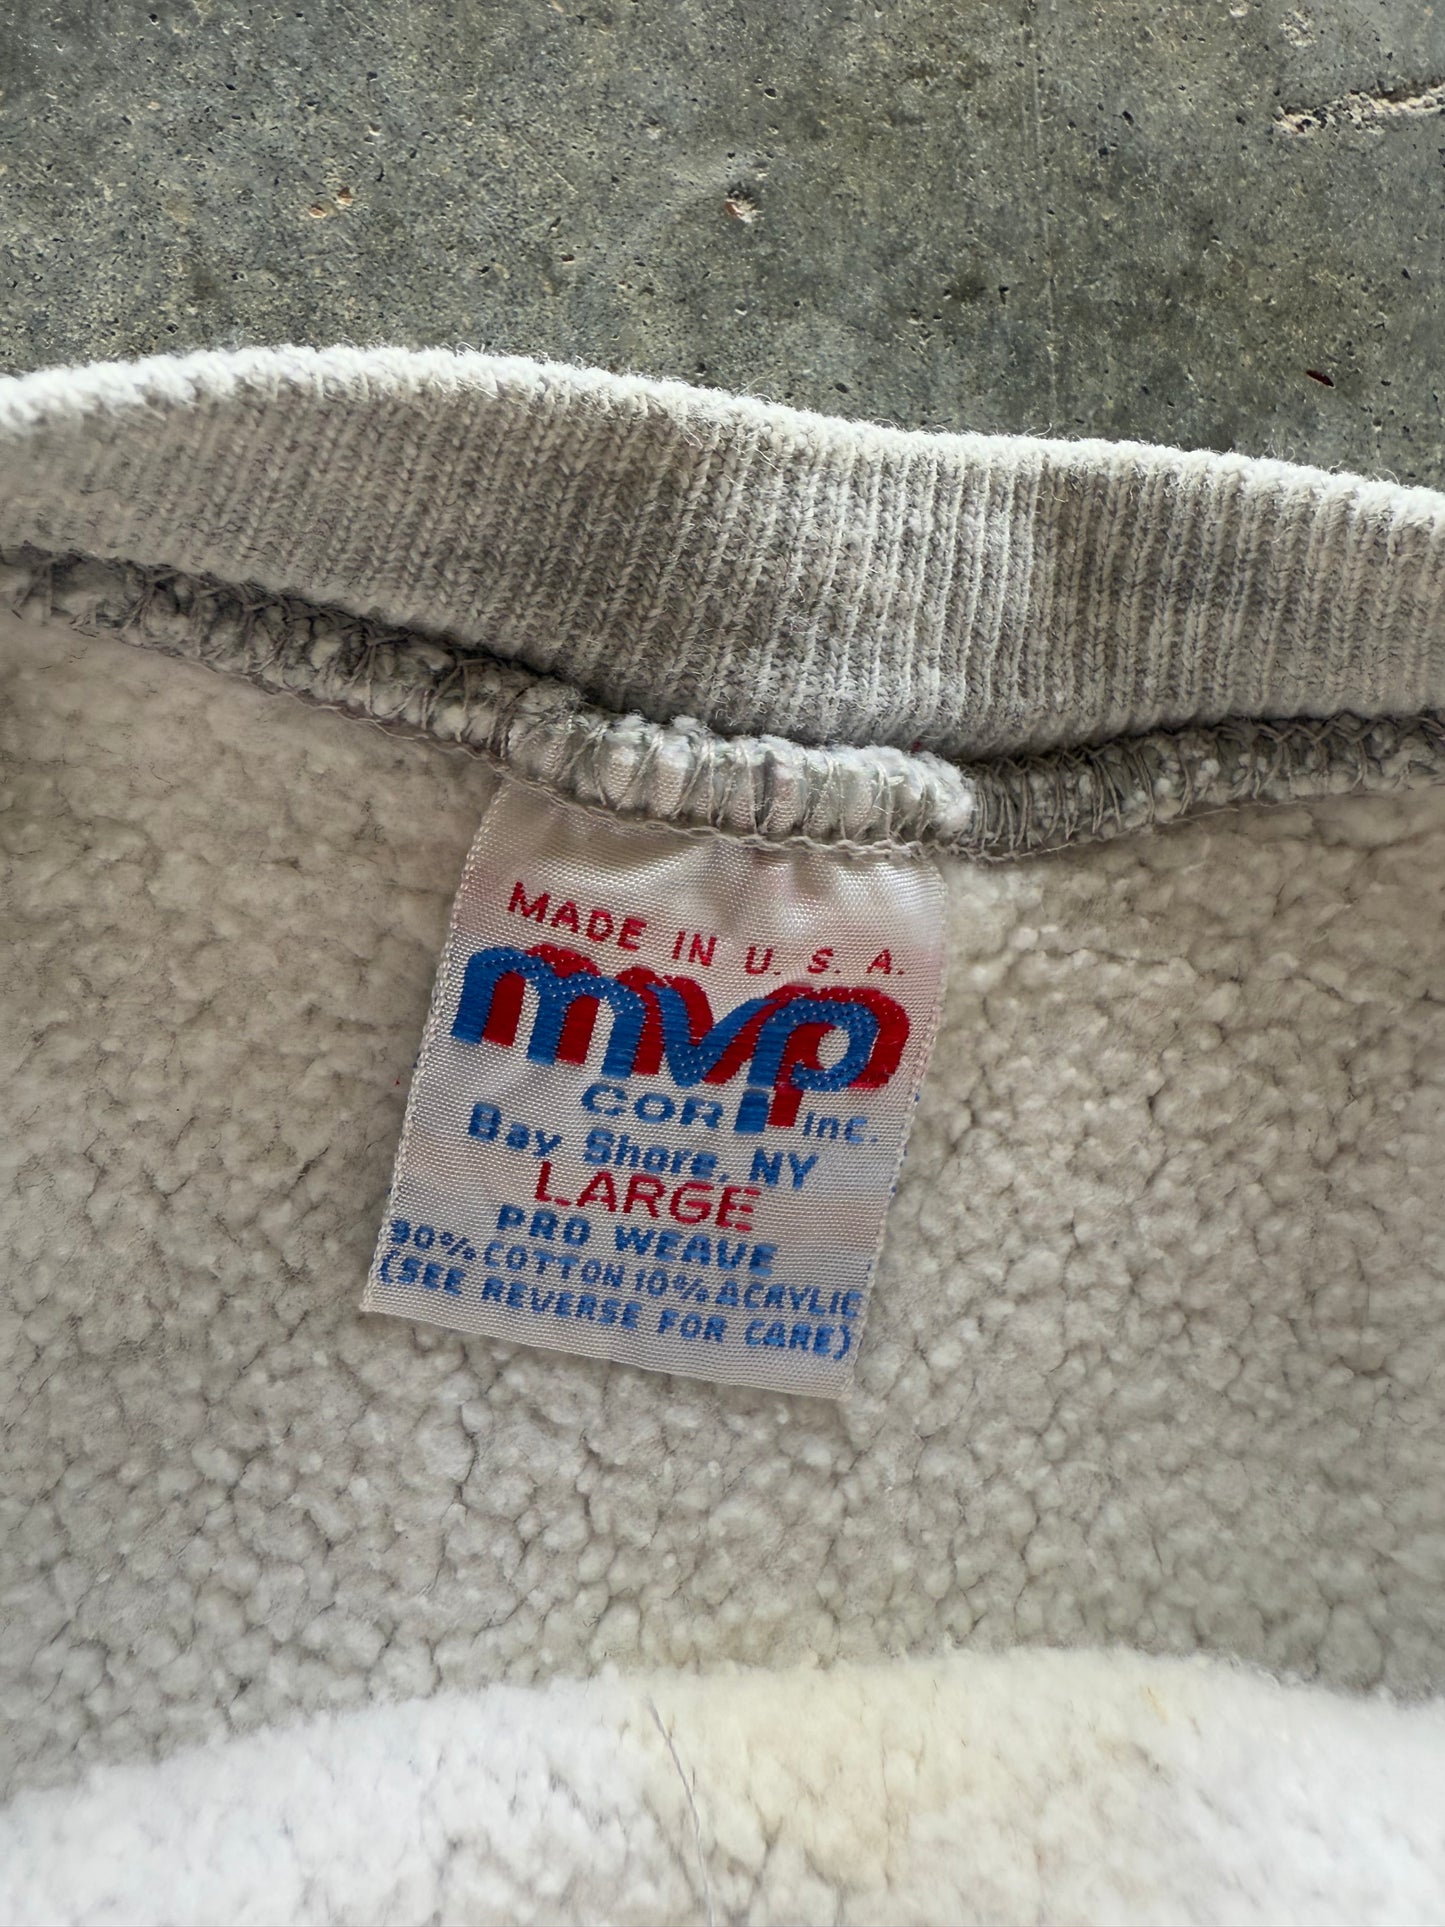 MADE IN U. S. A.
mvp
CORP INC.
Bay Shore, NY
LARGE
PRO WEAVE
90% COTTON 10% ACRYLIC
(SEE REVERSE FOR CARE)